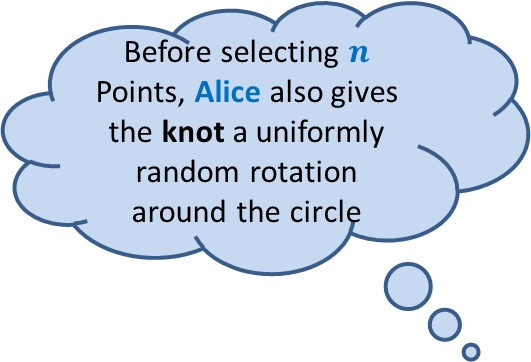 Before selecting n
Points, Alice also gives
the knot a uniformly
random rotation
around the circle